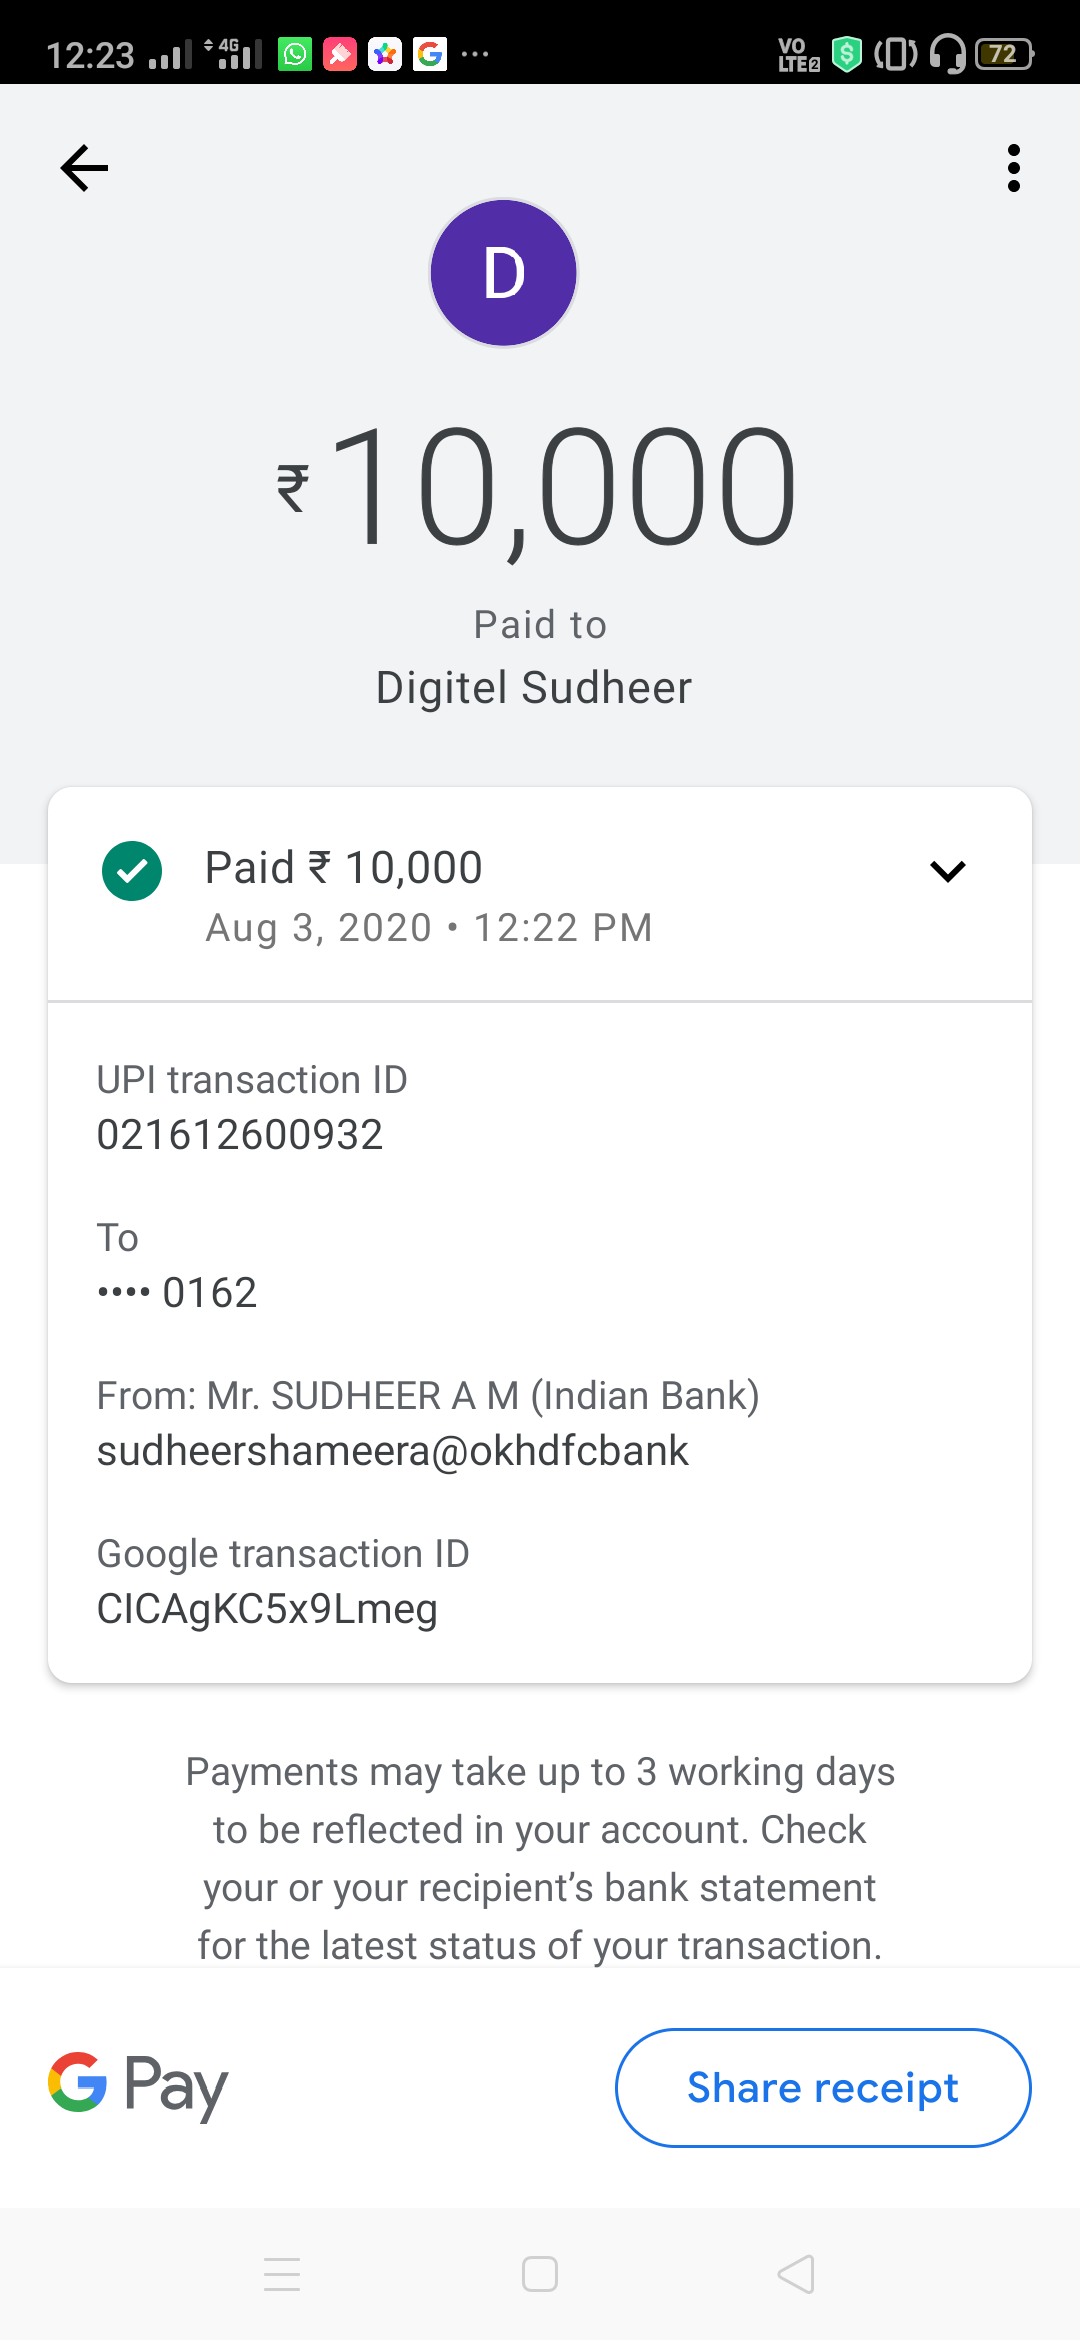 12:23 4G VO LTE2 72
D
₹10,000
Paid to
Digitel Sudheer
Paid ₹ 10,000
Aug 3, 2020 • 12:22 PM
UPI transaction ID
021612600932
To
•••• 0162
From: Mr. SUDHEER A M (Indian Bank)
sudheershameera@okhdfcbank
Google transaction ID
CICAgKC5x9Lmeg
Payments may take up to 3 working days
to be reflected in your account. Check
your or your recipient’s bank statement
for the latest status of your transaction.
G Pay
Share receipt